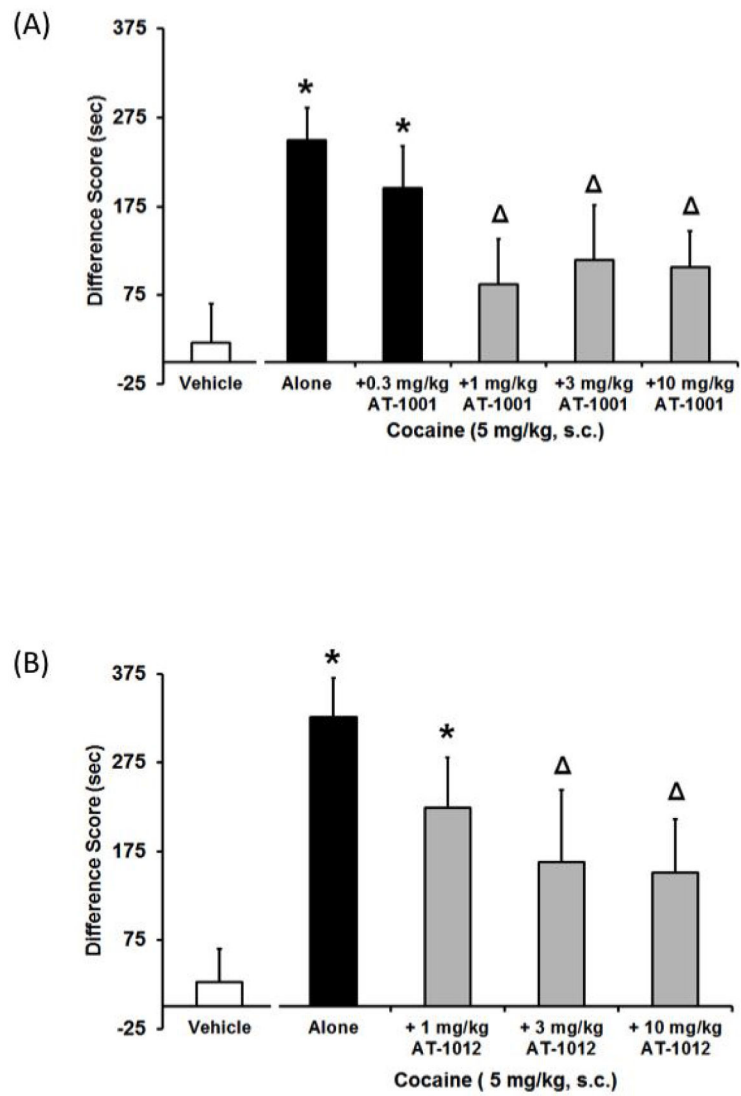 (A)
375
*
275
*
Difference Score (sec)
175
Δ
Δ
Δ
75
-25
Vehicle
Alone
+0.3 mg/kg
AT-1001
+1 mg/kg
AT-1001
+3 mg/kg
AT-1001
+10 mg/kg
AT-1001
Cocaine (5 mg/kg, s.c.)
(B)
375
*
275
*
Difference Score (sec)
Δ
Δ
175
75
-25
Vehicle
Alone
+ 1 mg/kg
AT-1012
+ 3 mg/kg
AT-1012
+ 10 mg/kg
AT-1012
Cocaine ( 5 mg/kg, s.c.)